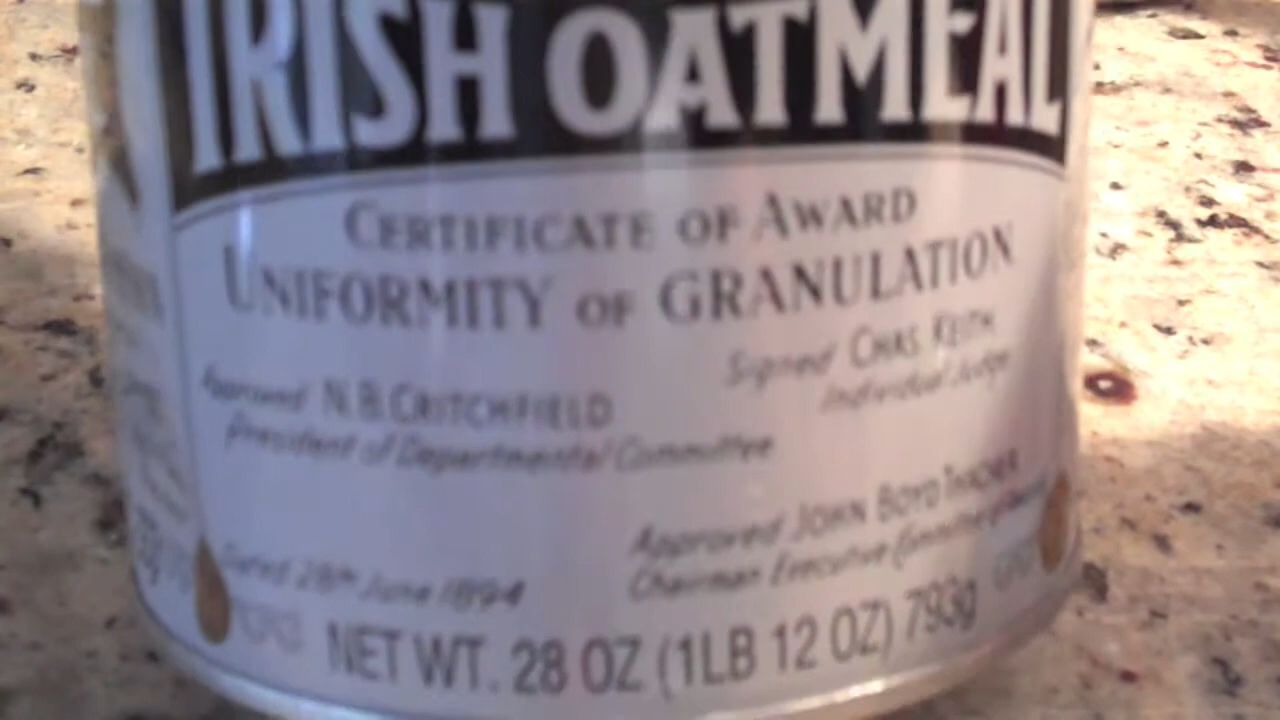 IRISH OATMEAL
CERTIFICATE OF AWARD
UNIFORMITY OF GRANULATION
Signed CHAS. KEITH
Individual Judge
Approved N.B. CRITCHFIELD
President of Departmental Committee
Approved JOHN BOYD THACHER
Chairman Executive Committee
Dated 28th June 1894
NET WT. 28 OZ (1LB 12 OZ) 793g